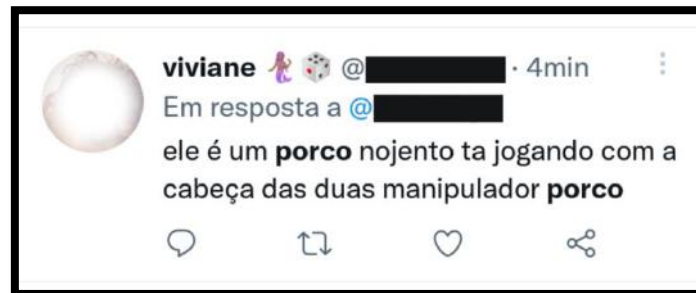 viviane 🧜🏽‍♀️ 🎲 @ · 4min
Em resposta a @
ele é um porco nojento ta jogando com a
cabeça das duas manipulador porco